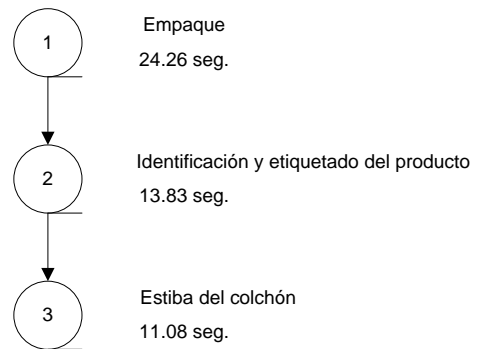 1
Empaque
24.26 seg.
2
Identificación y etiquetado del producto
13.83 seg.
3
Estiba del colchón
11.08 seg.